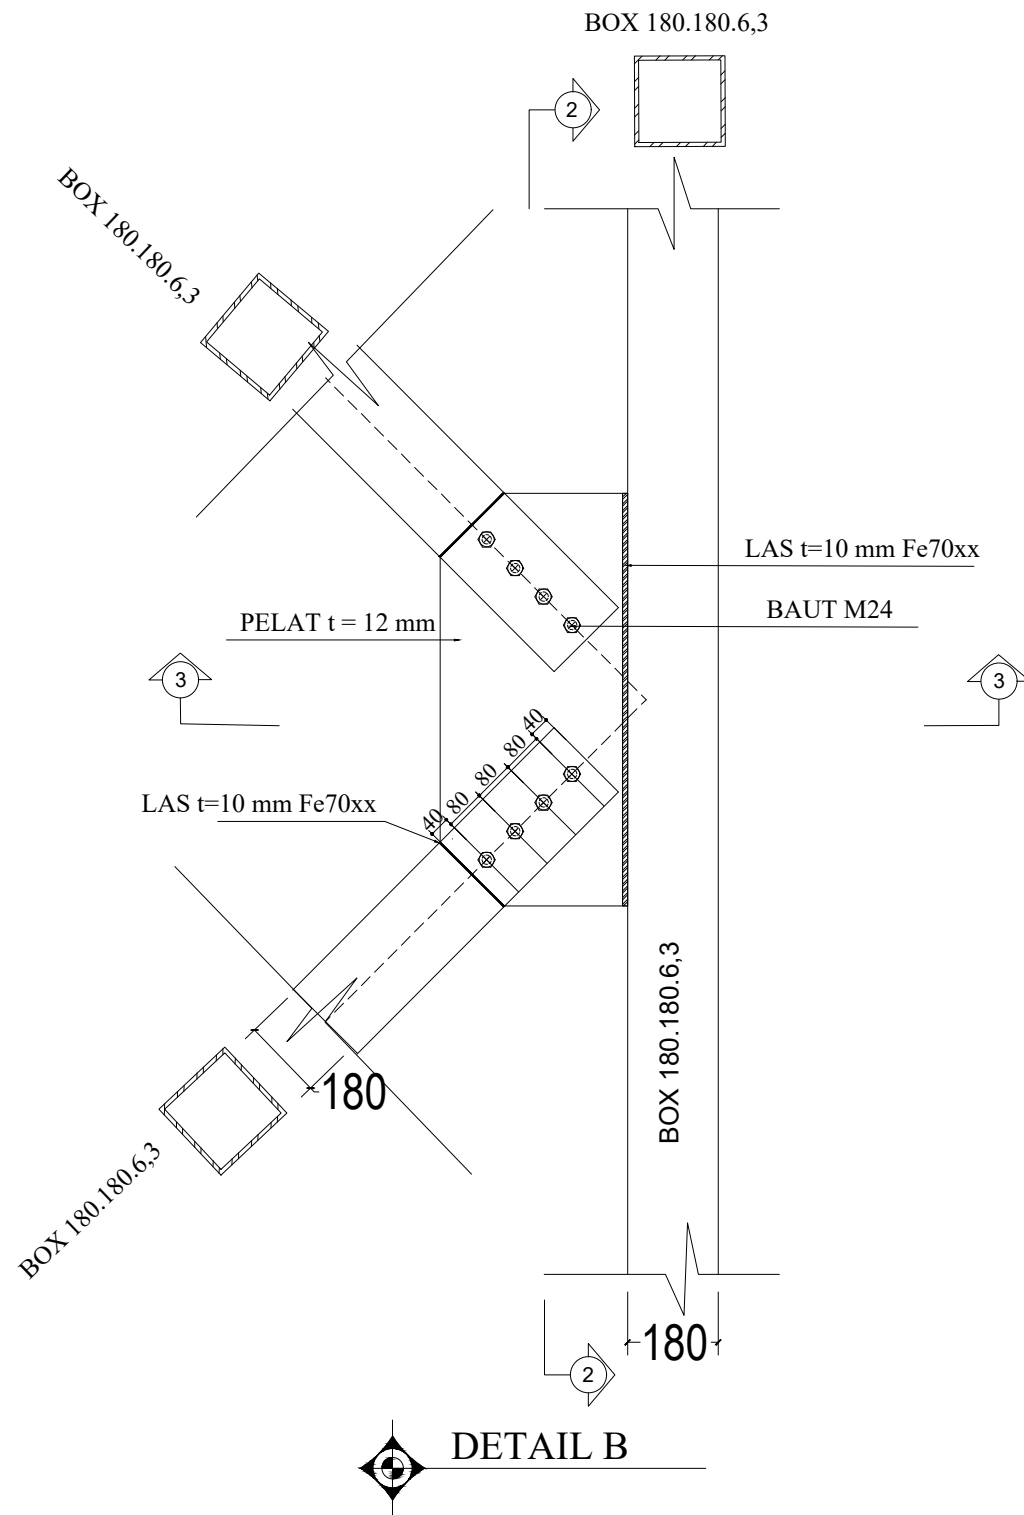 BOX 180.180.6,3
2
BOX 180.180.6,3
LAS t=10 mm Fe70xx
BAUT M24
PELAT t = 12 mm
3
3
40
80
80
80
40
LAS t=10 mm Fe70xx
BOX 180.180.6,3
180
BOX 180.180.6,3
180
2
DETAIL B